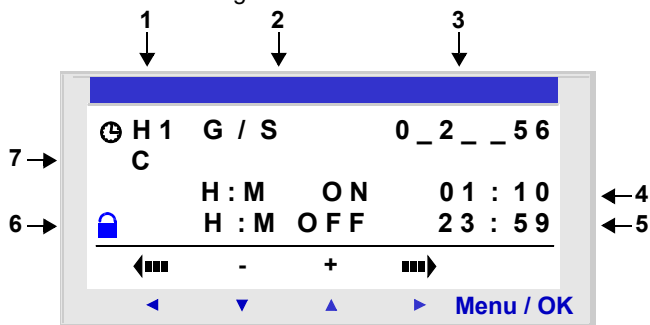 1 2 3
H1 G / S 0_2__56
7 C
H:M ON 01 : 10 4
6 H :M OFF 23 : 59 5
- +
Menu / OK